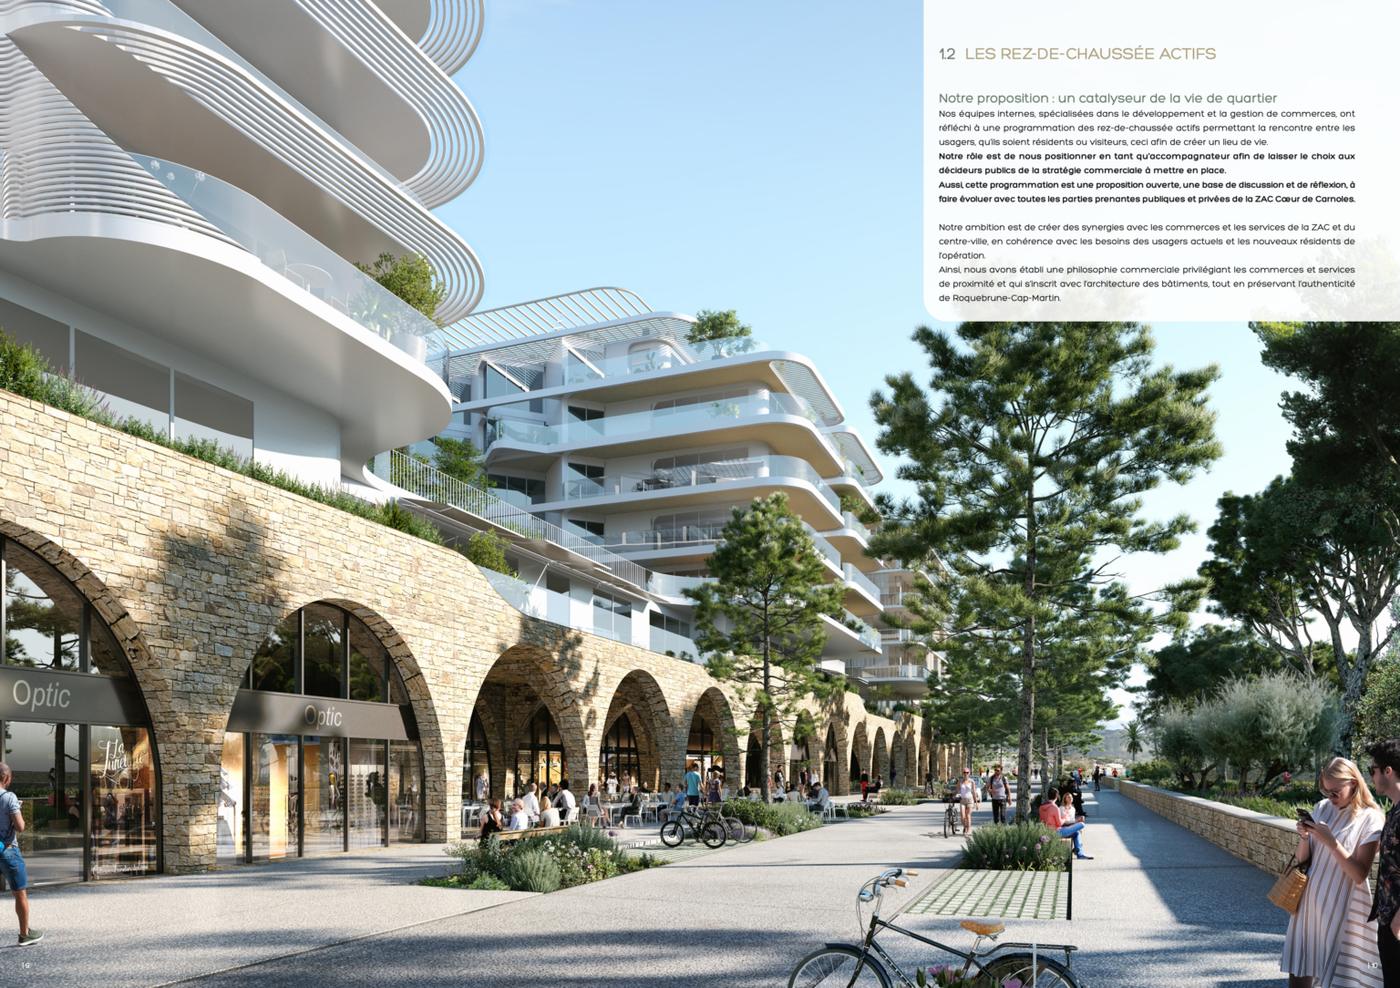 1.2 LES REZ-DE-CHAUSSÉE ACTIFS
Notre proposition : un catalyseur de la vie de quartier
Nos équipes internes, spécialisées dans le développement et la gestion de commerces, ont
réfléchi à une programmation des rez-de-chaussée actifs permettant la rencontre entre les
usagers, qu'ils soient résidents ou visiteurs, ceci afin de créer un lieu de vie.
Notre rôle est de nous positionner en tant qu'accompagnateur afin de laisser le choix aux
décideurs publics de la stratégie commerciale à mettre en place.
Aussi, cette programmation est une proposition ouverte, une base de discussion et de réflexion, à
faire évoluer avec toutes les parties prenantes publiques et privées de la ZAC Cœur de Carnoles.
Notre ambition est de créer des synergies avec les commerces et les services de la ZAC et du
centre-ville, en cohérence avec les besoins des usagers actuels et les nouveaux résidents de
l'opération.
Ainsi, nous avons établi une philosophie commerciale privilégiant les commerces et services
de proximité et qui s'inscrit avec l'architecture des bâtiments, tout en préservant l'authenticité
de Roquebrune-Cap-Martin.
Optic
Optic